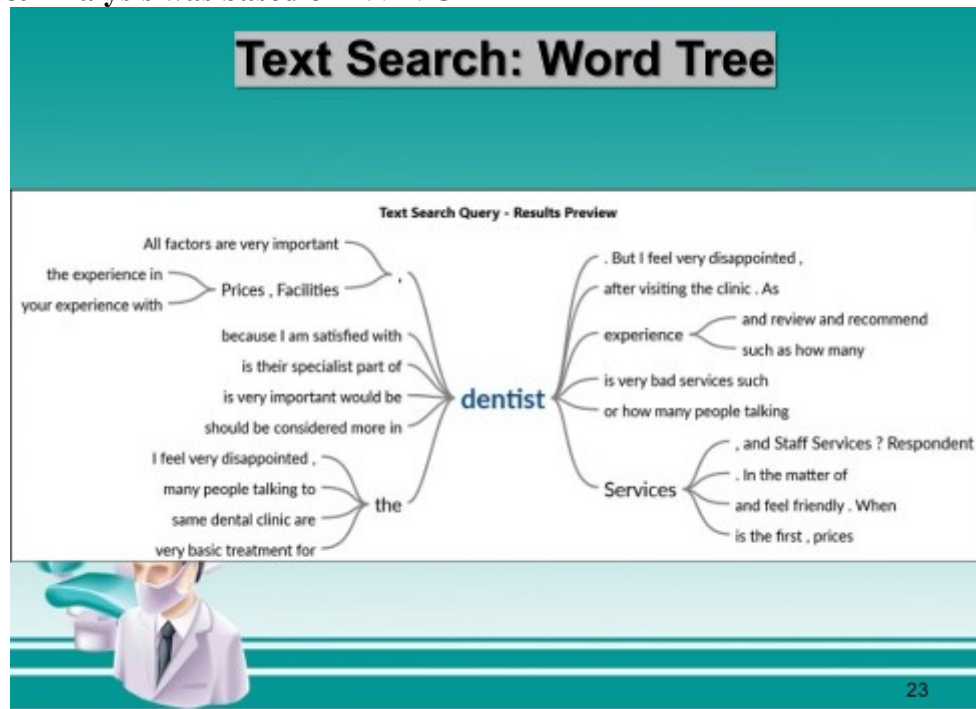 Text Search: Word Tree
Text Search Query - Results Preview
All factors are very important
the experience in
your experience with
Prices , Facilities
,
because I am satisfied with
is their specialist part of
is very important would be
should be considered more in
I feel very disappointed ,
many people talking to
same dental clinic are
very basic treatment for
the
dentist
. But I feel very disappointed ,
after visiting the clinic . As
experience
and review and recommend
such as how many
is very bad services such
or how many people talking
Services
, and Staff Services ? Respondent
. In the matter of
and feel friendly . When
is the first , prices
23